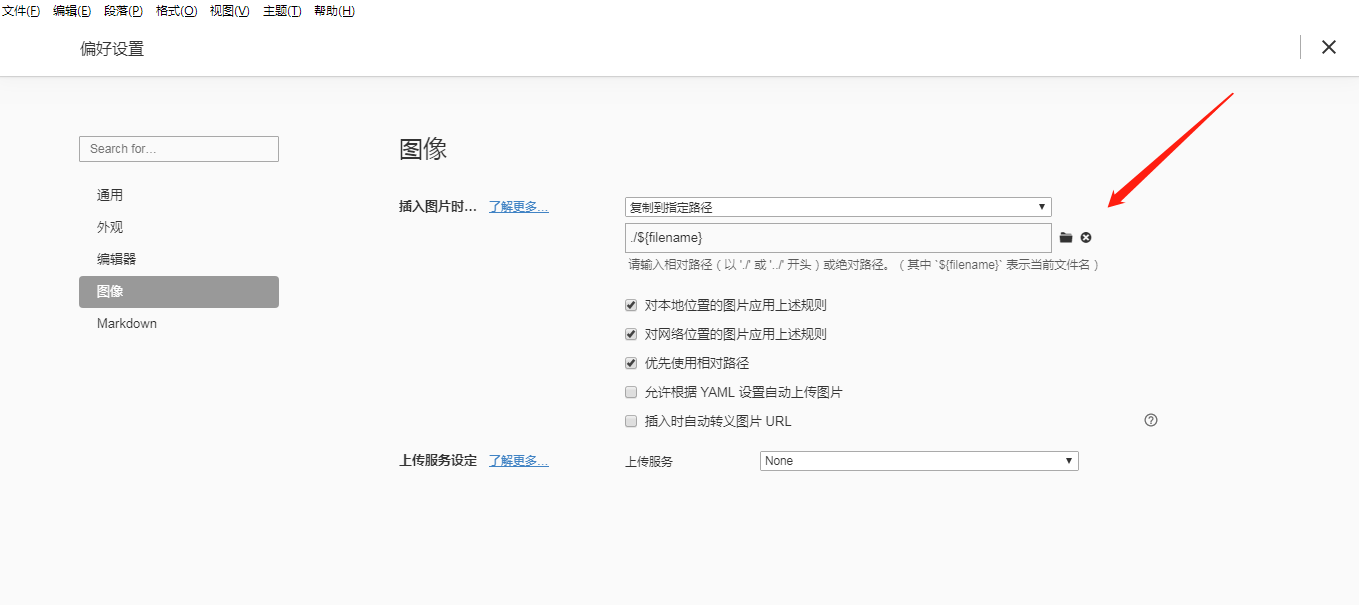 文件(F) 编辑(E) 段落(P) 格式(O) 视图(V) 主题(T) 帮助(H)
偏好设置
Search for...
通用
外观
编辑器
图像
Markdown
图像
插入图片时... 了解更多... 复制到指定路径
./${filename}
请输入相对路径（以 './' 或 '../' 开头）或绝对路径。（其中 `${filename}` 表示当前文件名）
对本地位置的图片应用上述规则
对网络位置的图片应用上述规则
优先使用相对路径
允许根据 YAML 设置自动上传图片
插入时自动转义图片 URL
上传服务设定 了解更多... 上传服务 None